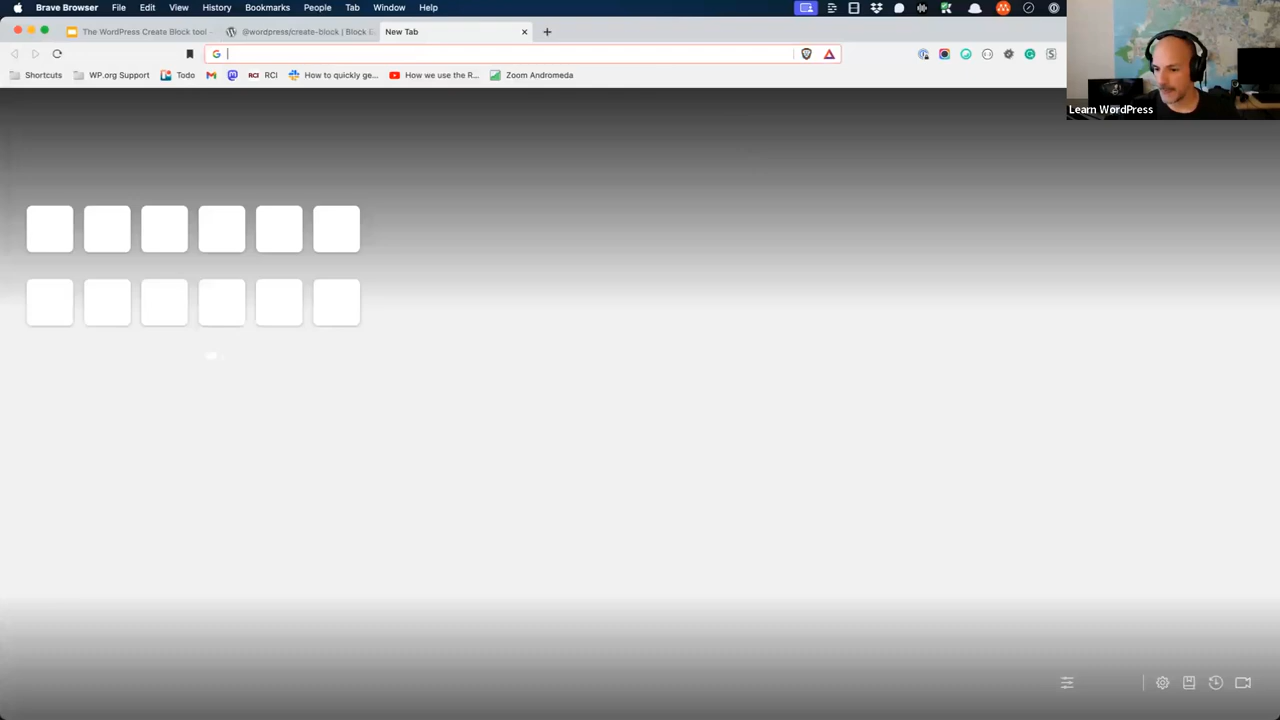 Brave Browser File Edit View History Bookmarks People Tab Window Help
The WordPress Create Block tool - @wordpress/create-block | Block E New Tab
Shortcuts WP.org Support Todo RCI RCI How to quickly ge... How we use the R... Zoom Andromeda
Learn WordPress